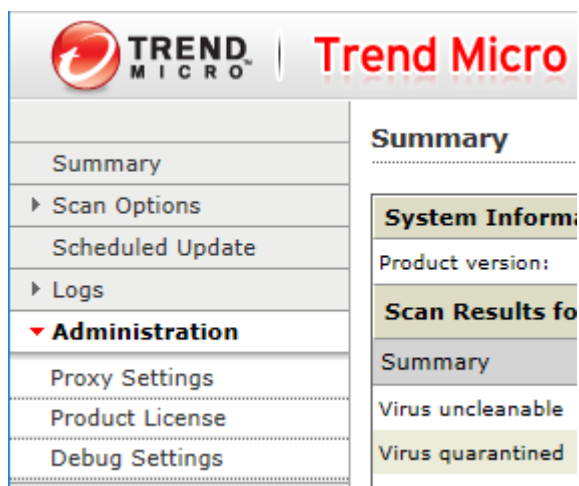 TREND
MICRO™
Trend Micro
Summary
Scan Options
Scheduled Update
Logs
Administration
Proxy Settings
Product License
Debug Settings
Summary
System Informa
Product version:
Scan Results fo
Summary
Virus uncleanable
Virus quarantined